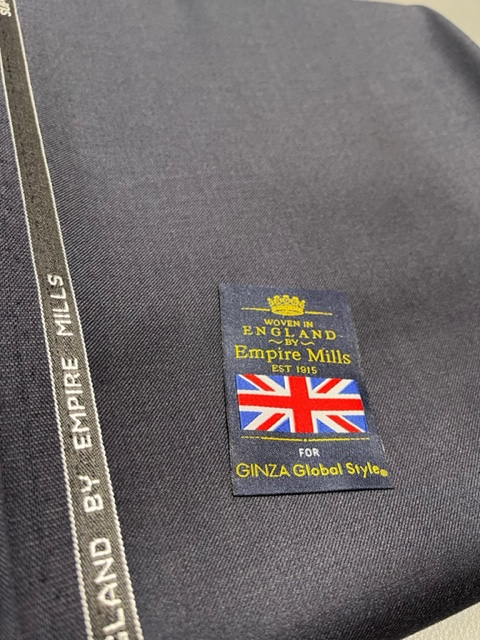 WOVEN IN
ENGLAND
BY
Empire Mills
EST 1915
FOR
GINZA Global Style®
GLAND BY EMPIRE MILLS